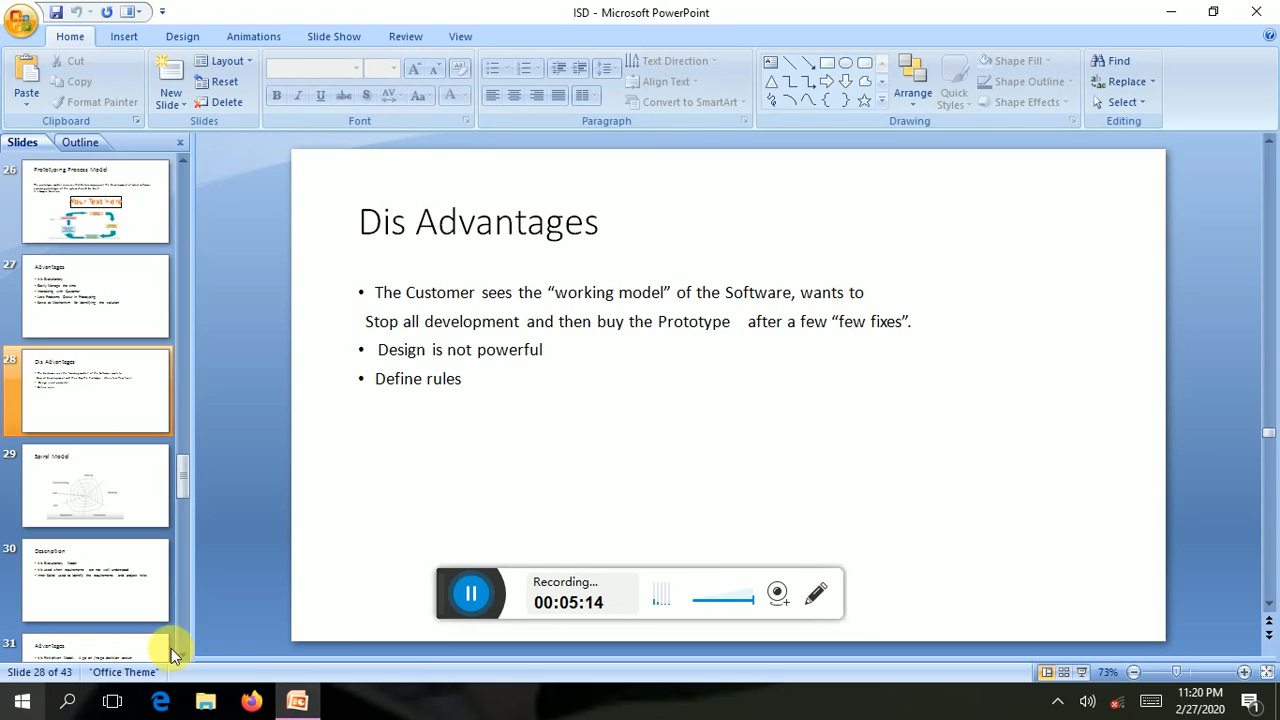 ISD - Microsoft PowerPoint
Home Insert Design Animations Slide Show Review View
Paste
Cut
Copy
Format Painter
Clipboard
New Slide
Layout
Reset
Delete
Slides
B I U abc S AV Aa A
Font
Text Direction
Align Text
Convert to SmartArt
Paragraph
Arrange
Quick Styles
Shape Fill
Shape Outline
Shape Effects
Drawing
Find
Replace
Select
Editing
Slides Outline
26
Prototyping Process Model
Your Text Here
27
Advantages
28
Dis Advantages
29
Spiral Model
30
Description
31
Advantages
Dis Advantages
• The Customer sees the “working model” of the Software, wants to
Stop all development and then buy the Prototype after a few “few fixes”.
• Design is not powerful
• Define rules
Recording...
00:05:14
Slide 28 of 43 "Office Theme" 73%
11:20 PM
2/27/2020